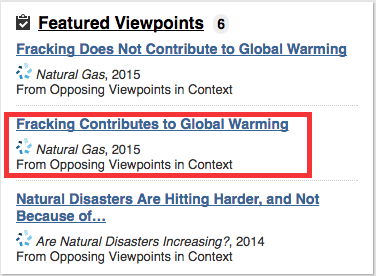 Featured Viewpoints 6
Fracking Does Not Contribute to Global Warming
Natural Gas, 2015
From Opposing Viewpoints in Context
Fracking Contributes to Global Warming
Natural Gas, 2015
From Opposing Viewpoints in Context
Natural Disasters Are Hitting Harder, and Not
Because of…
Are Natural Disasters Increasing?, 2014
From Opposing Viewpoints in Context